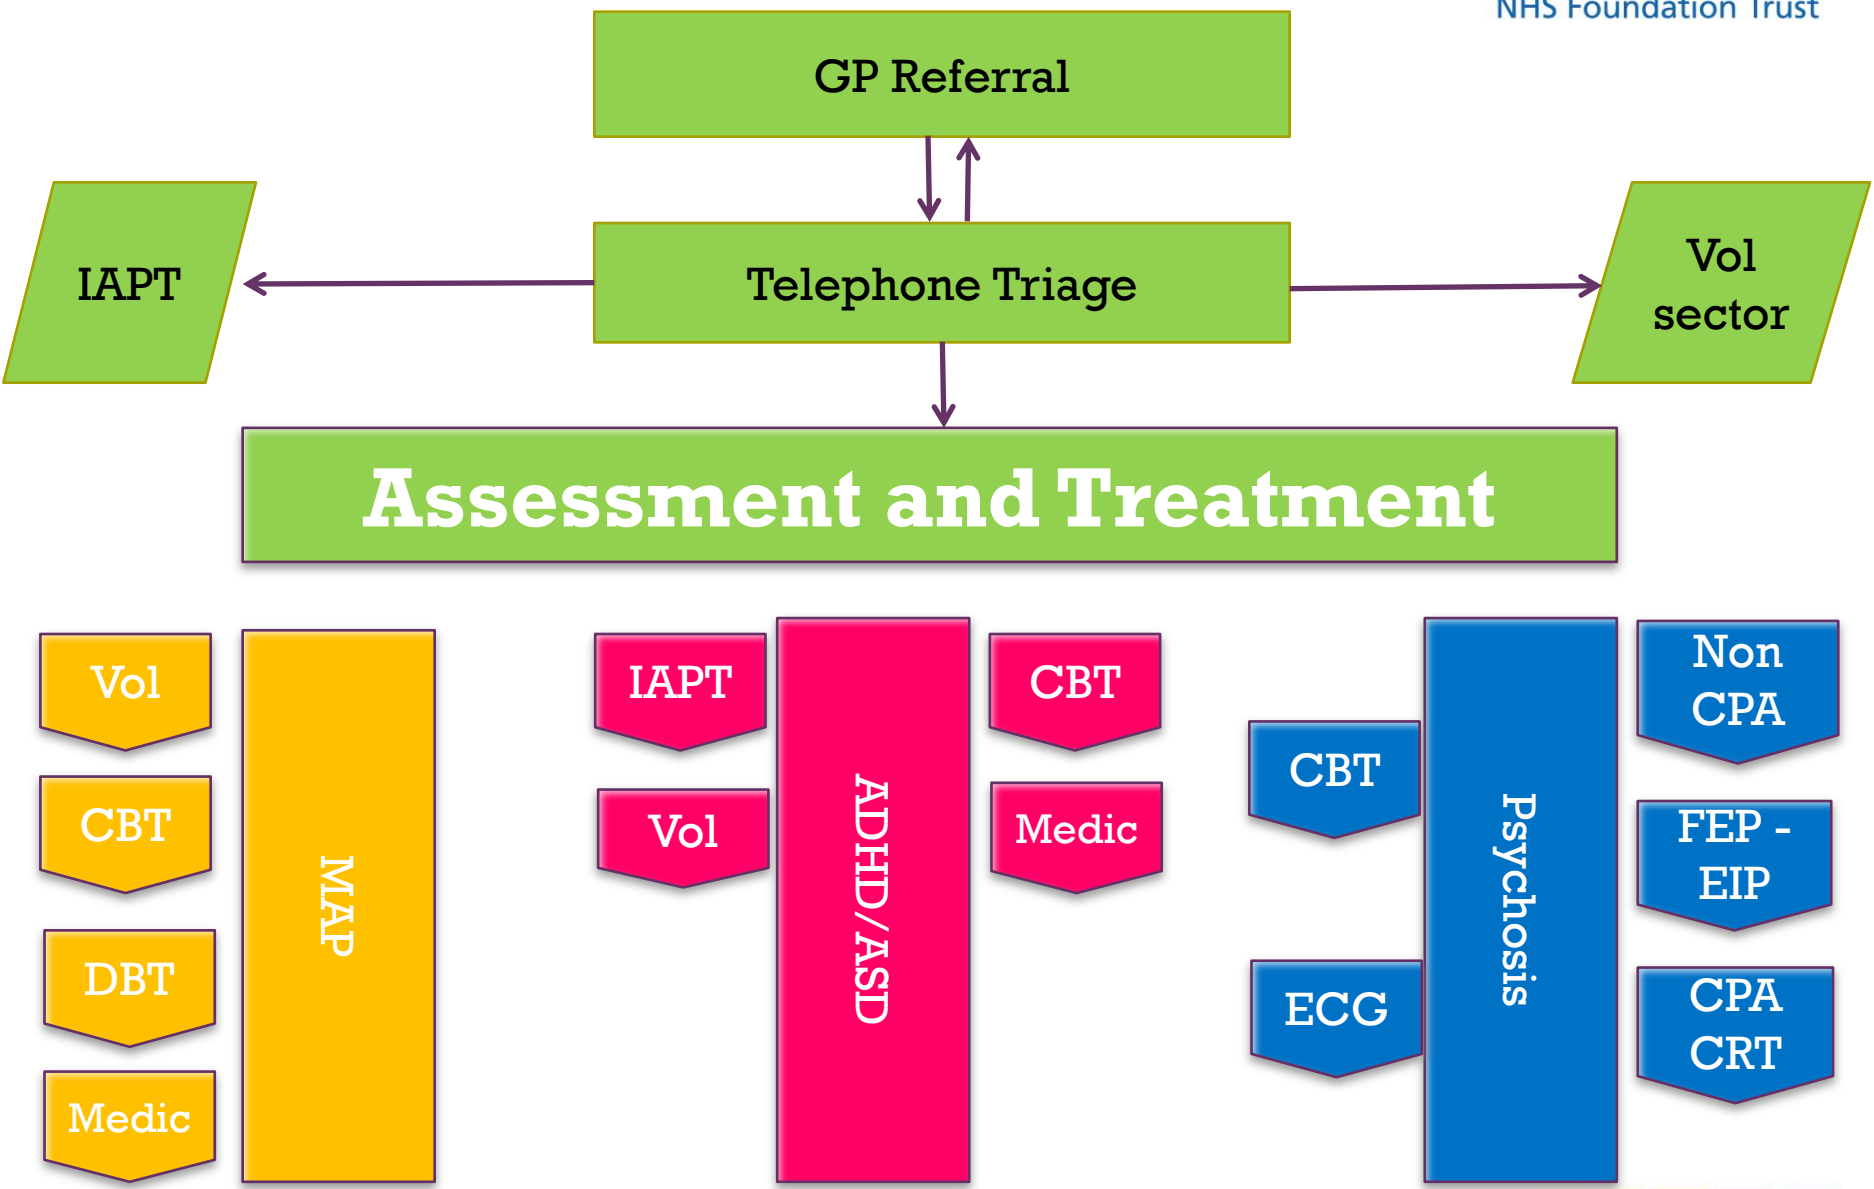 NHS Foundation Trust
GP Referral
IAPT
Telephone Triage
Vol
sector
Assessment and Treatment
Vol
CBT
DBT
Medic
MAP
IAPT
Vol
ADHD/ASD
CBT
Medic
CBT
ECG
Psychosis
Non
CPA
FEP -
EIP
CPA
CRT